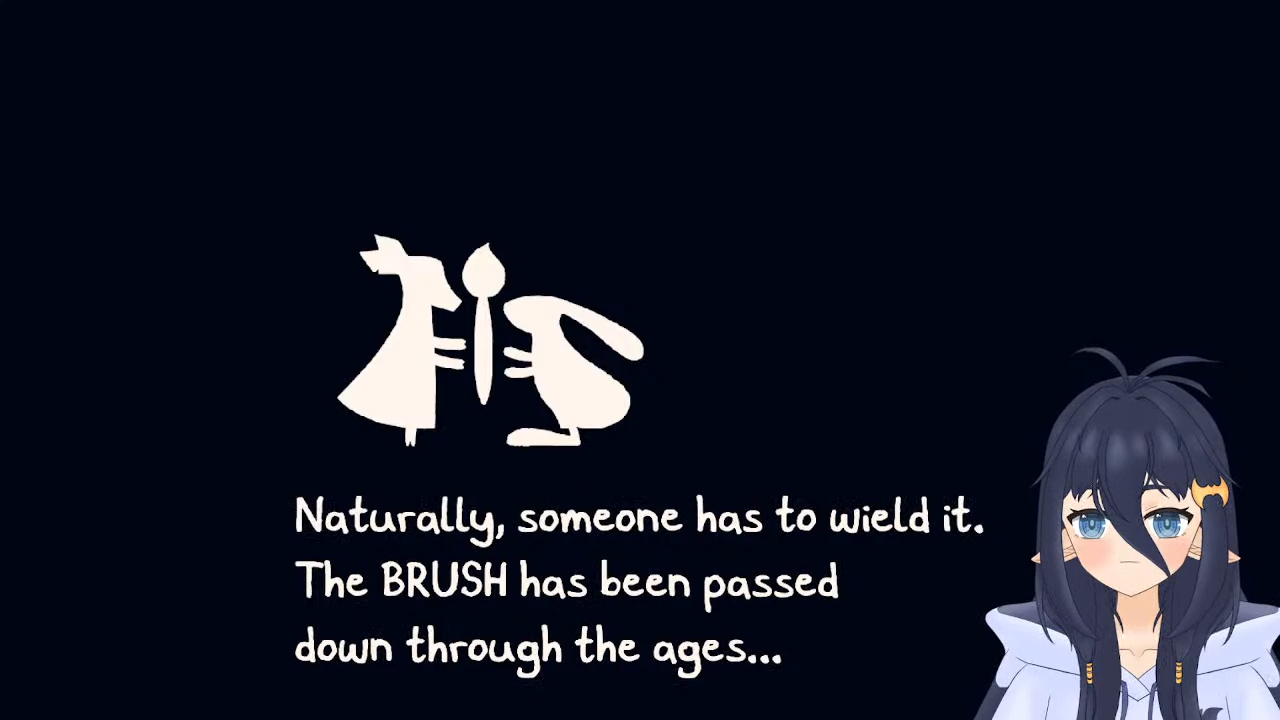 Naturally, someone has to wield it.
The BRUSH has been passed
down through the ages...